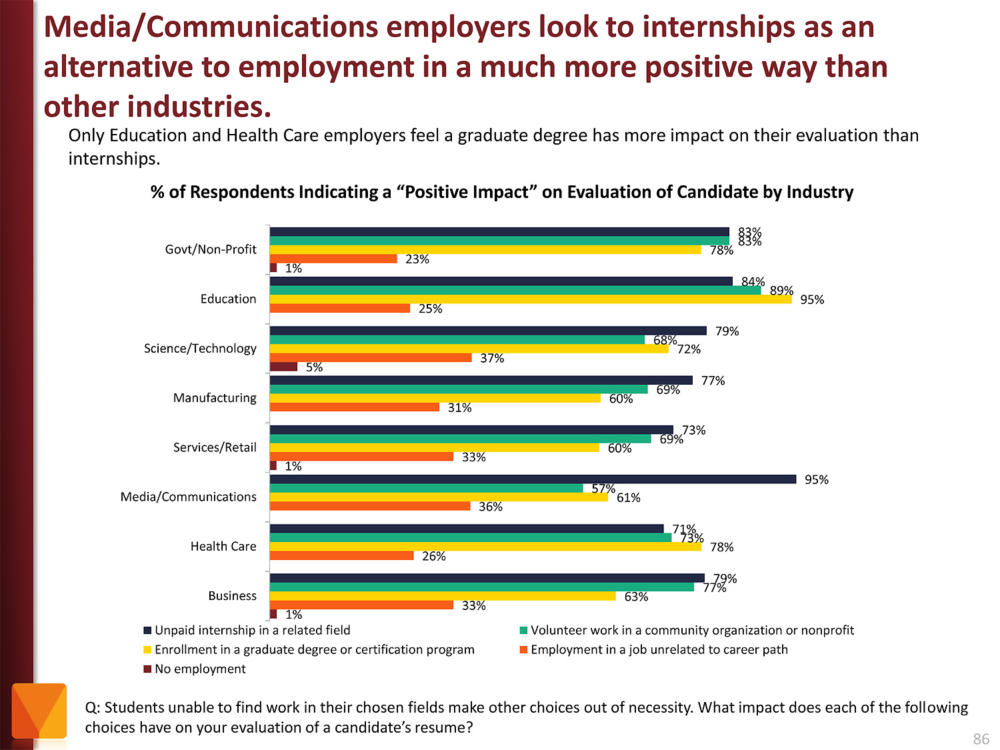 Media/Communications employers look to internships as an
alternative to employment in a much more positive way than
other industries.
Only Education and Health Care employers feel a graduate degree has more impact on their evaluation than
internships.
% of Respondents Indicating a “Positive Impact” on Evaluation of Candidate by Industry
Govt/Non-Profit
83%
83%
78%
23%
1%
Education
84%
89%
95%
25%
Science/Technology
79%
68%
72%
37%
5%
Manufacturing
77%
69%
60%
31%
Services/Retail
73%
69%
60%
33%
1%
Media/Communications
95%
57%
61%
36%
Health Care
71%
73%
78%
26%
Business
79%
77%
63%
33%
1%
Unpaid internship in a related field
Volunteer work in a community organization or nonprofit
Enrollment in a graduate degree or certification program
Employment in a job unrelated to career path
No employment
Q: Students unable to find work in their chosen fields make other choices out of necessity. What impact does each of the following
choices have on your evaluation of a candidate’s resume?
86